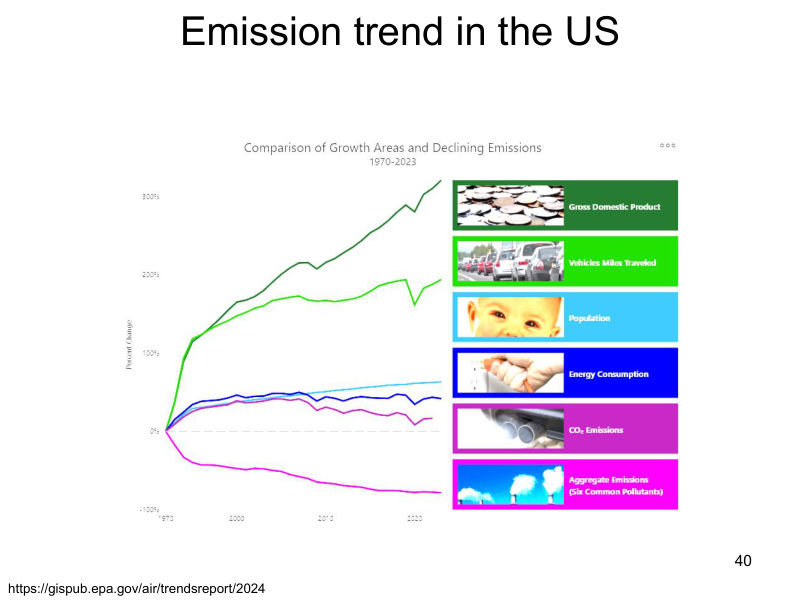 Emission trend in the US
Comparison of Growth Areas and Declining Emissions
1970-2023
300%
200%
100%
0%
-100%
Percent Change
1970
2000
2010
2020
Gross Domestic Product
Vehicles Miles Traveled
Population
Energy Consumption
CO₂ Emissions
Aggregate Emissions
(Six Common Pollutants)
40
https://gispub.epa.gov/air/trendsreport/2024